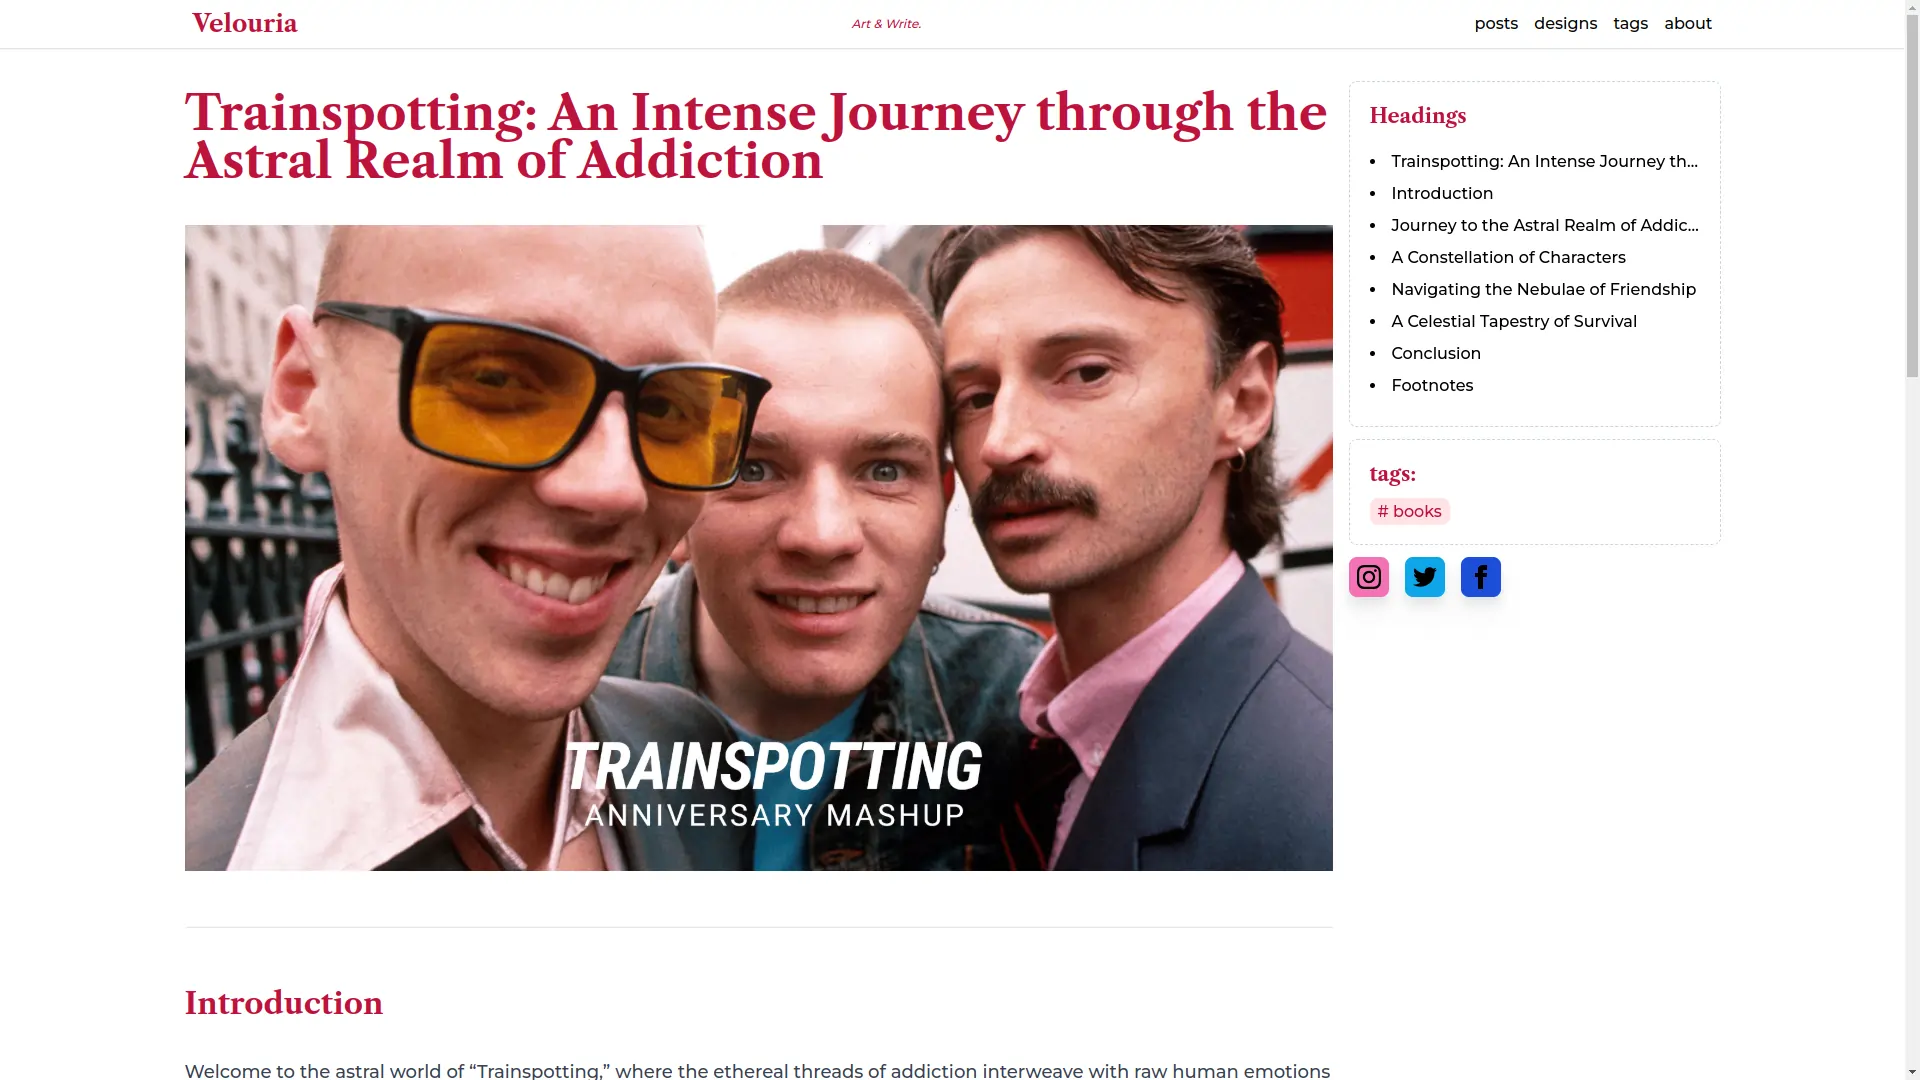 Velouria
Art & Write.
posts designs tags about
Trainspotting: An Intense Journey through the
Astral Realm of Addiction
TRAINSPOTTING
ANNIVERSARY MASHUP
Introduction
Welcome to the astral world of “Trainspotting,” where the ethereal threads of addiction interweave with raw human emotions
Headings
Trainspotting: An Intense Journey th...
Introduction
Journey to the Astral Realm of Addic...
A Constellation of Characters
Navigating the Nebulae of Friendship
A Celestial Tapestry of Survival
Conclusion
Footnotes
tags:
# books